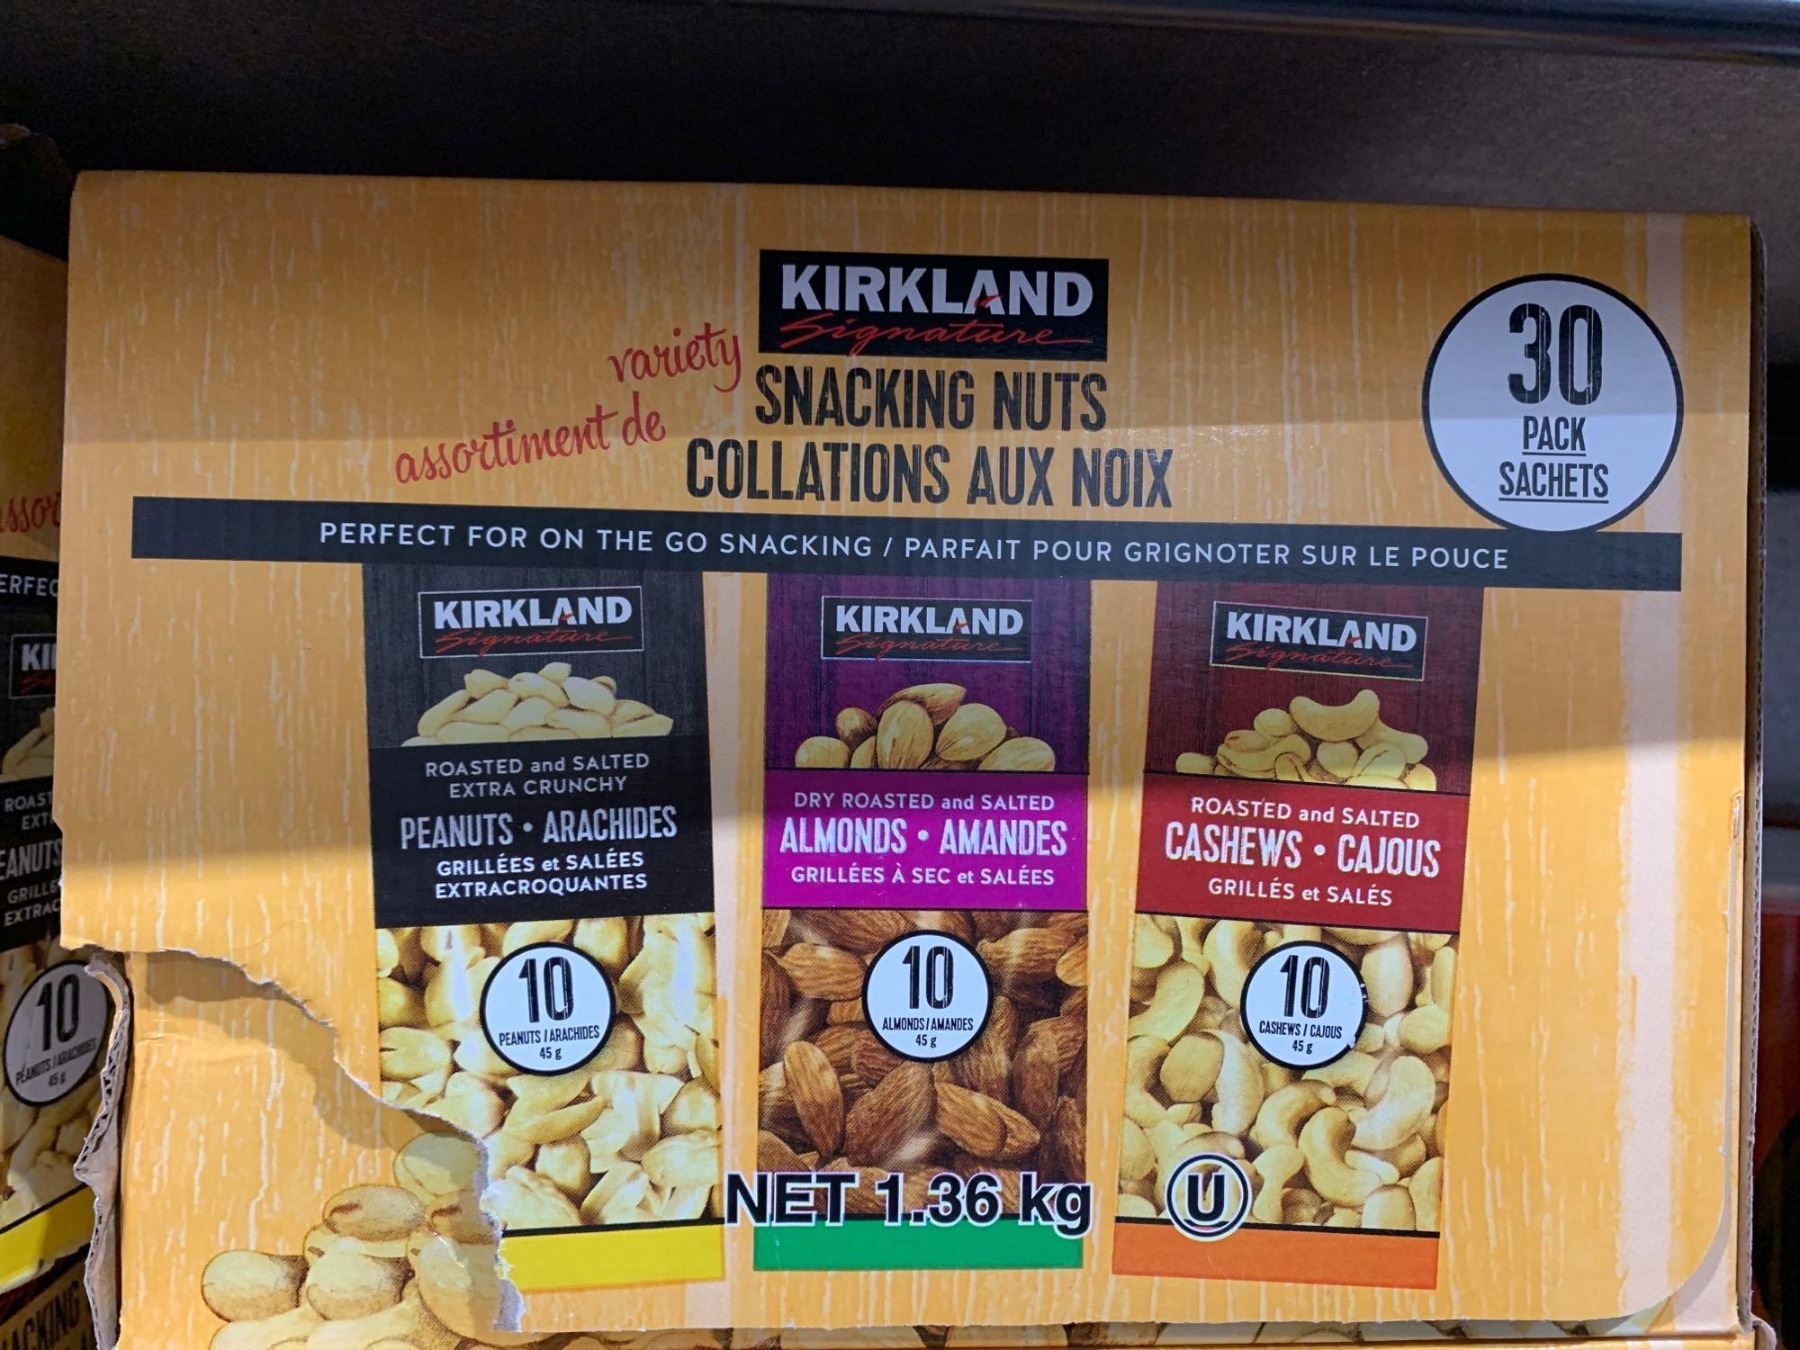 KIRKLAND
Signature
variety SNACKING NUTS
assortiment de COLLATIONS AUX NOIX
30
PACK
SACHETS
PERFECT FOR ON THE GO SNACKING / PARFAIT POUR GRIGNOTER SUR LE POUCE
KIRKLAND
Signature
ROASTED and SALTED
EXTRA CRUNCHY
PEANUTS • ARACHIDES
GRILLÉES et SALÉES
EXTRACROQUANTES
10
PEANUTS / ARACHIDES
45 g
KIRKLAND
Signature
DRY ROASTED and SALTED
ALMONDS • AMANDES
GRILLÉES À SEC et SALÉES
10
ALMONDS / AMANDES
45 g
KIRKLAND
Signature
ROASTED and SALTED
CASHEWS • CAJOUS
GRILLÉS et SALÉS
10
CASHEWS / CAJOUS
45 g
NET 1.36 kg
U
10
PEANUTS / ARACHIDES
45 g